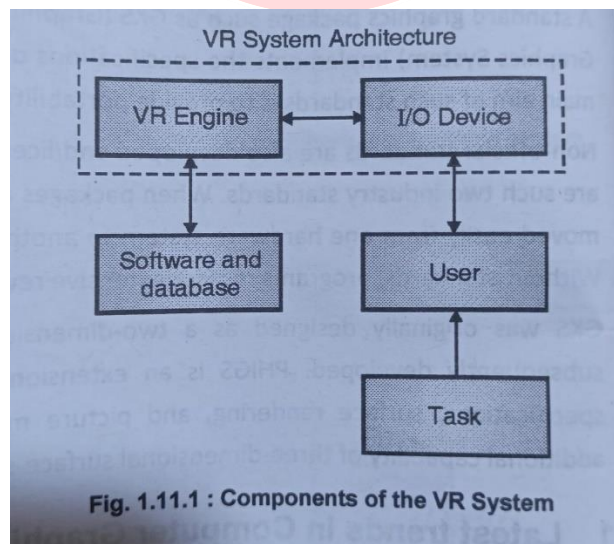 VR System Architecture
VR Engine
I/O Device
Software and
database
User
Task
Fig. 1.11.1 : Components of the VR System